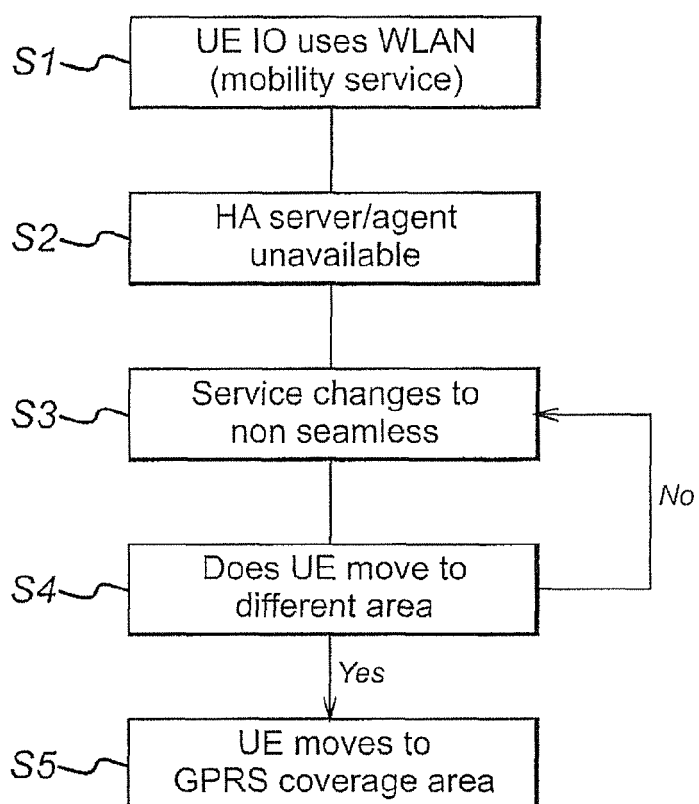 S1
UE IO uses WLAN
(mobility service)
S2
HA server/agent
unavailable
S3
Service changes to
non seamless
No
S4
Does UE move to
different area
Yes
S5
UE moves to
GPRS coverage area